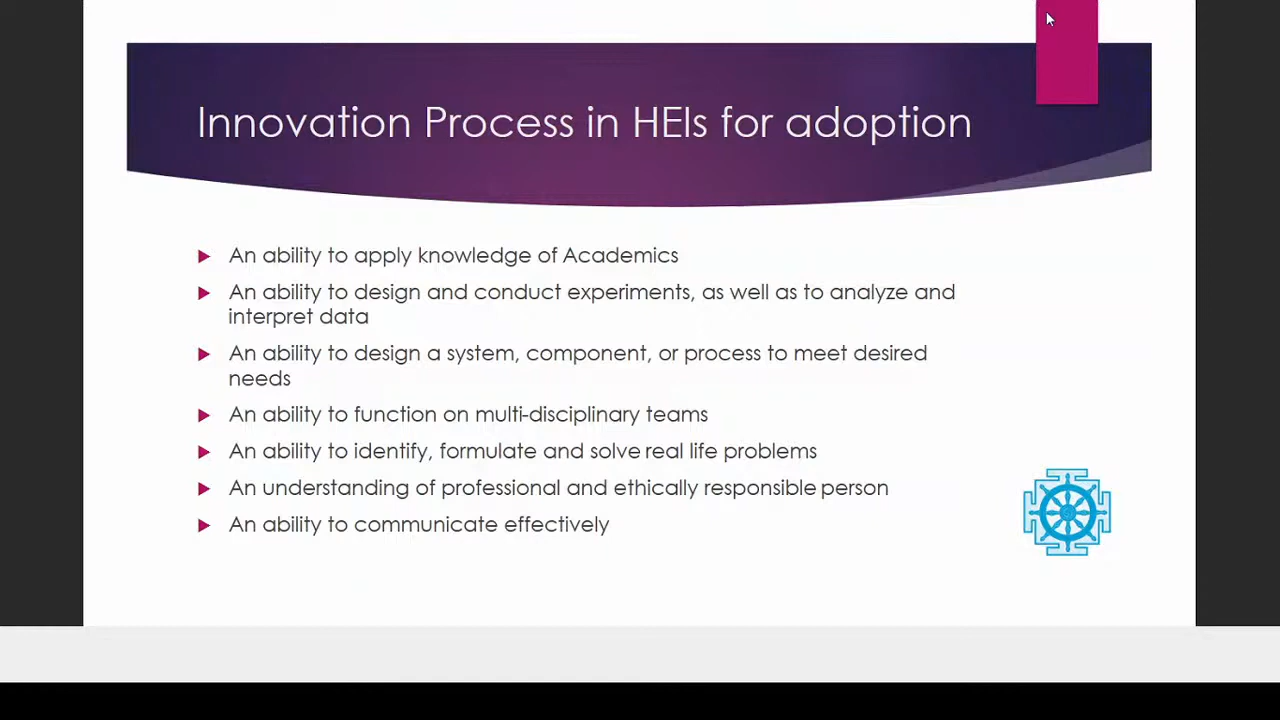 Innovation Process in HEIs for adoption
An ability to apply knowledge of Academics
An ability to design and conduct experiments, as well as to analyze and
interpret data
An ability to design a system, component, or process to meet desired
needs
An ability to function on multi-disciplinary teams
An ability to identify, formulate and solve real life problems
An understanding of professional and ethically responsible person
An ability to communicate effectively